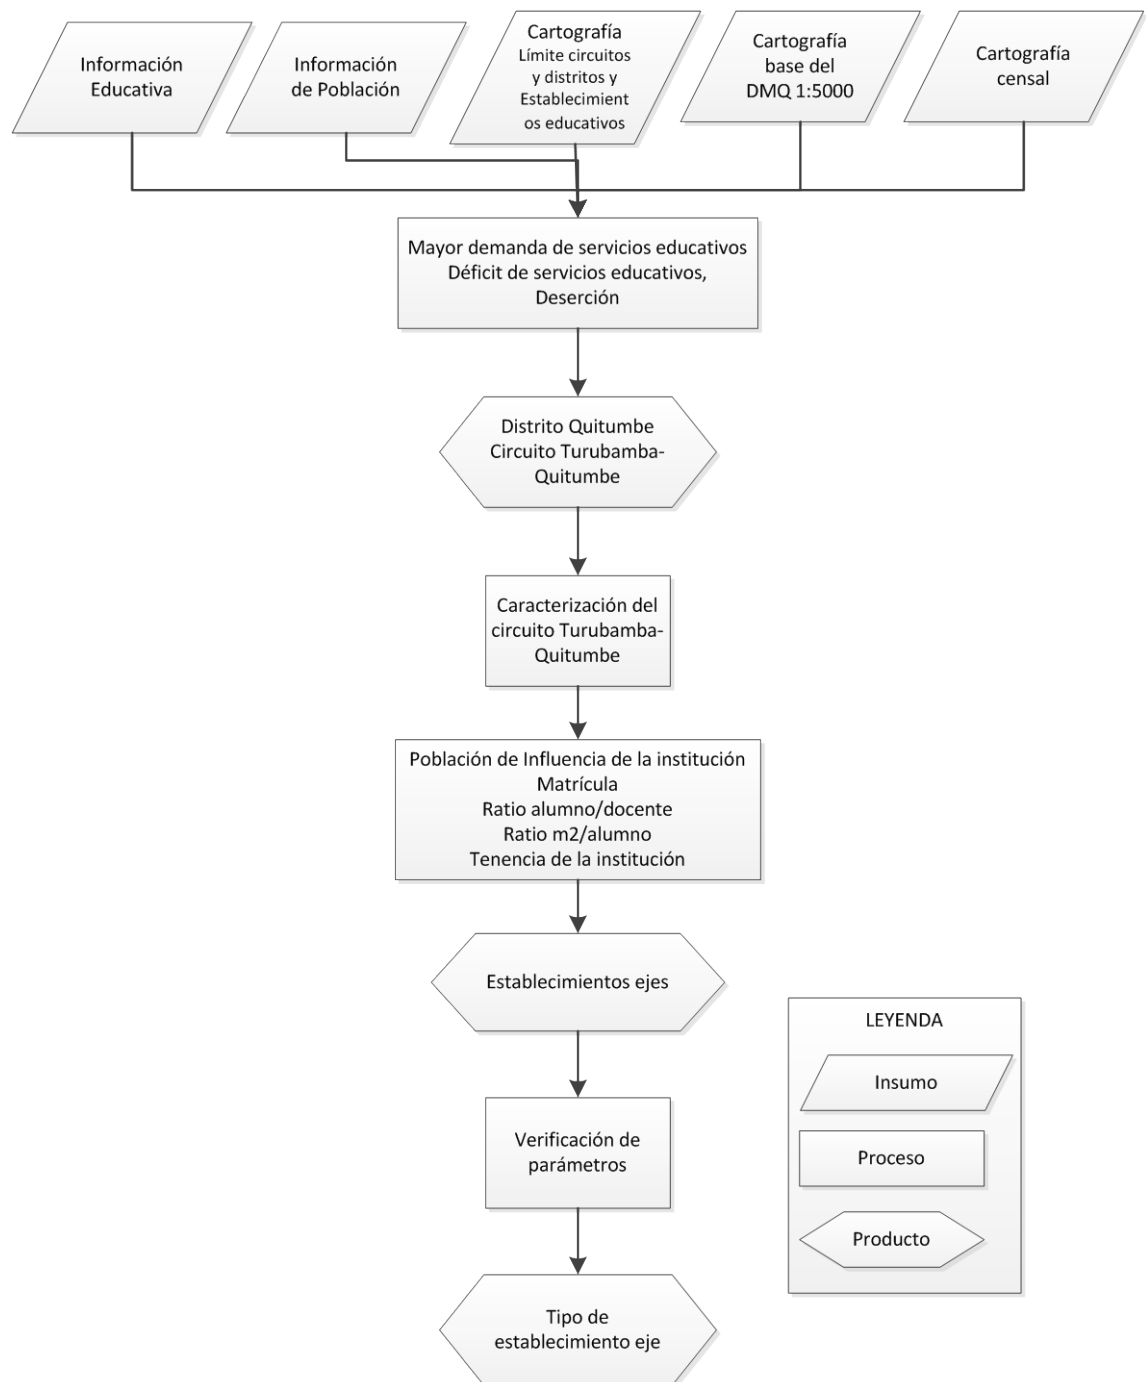 Información
Educativa
Información
de Población
Cartografía
Límite circuitos
y distritos y
Establecimient
os educativos
Cartografía
base del
DMQ 1:5000
Cartografía
censal
Mayor demanda de servicios educativos
Déficit de servicios educativos,
Deserción
Distrito Quitumbe
Circuito Turubamba-
Quitumbe
Caracterización del
circuito Turubamba-
Quitumbe
Población de Influencia de la institución
Matrícula
Ratio alumno/docente
Ratio m2/alumno
Tenencia de la institución
Establecimientos ejes
Verificación de
parámetros
Tipo de
establecimiento eje
LEYENDA
Insumo
Proceso
Producto